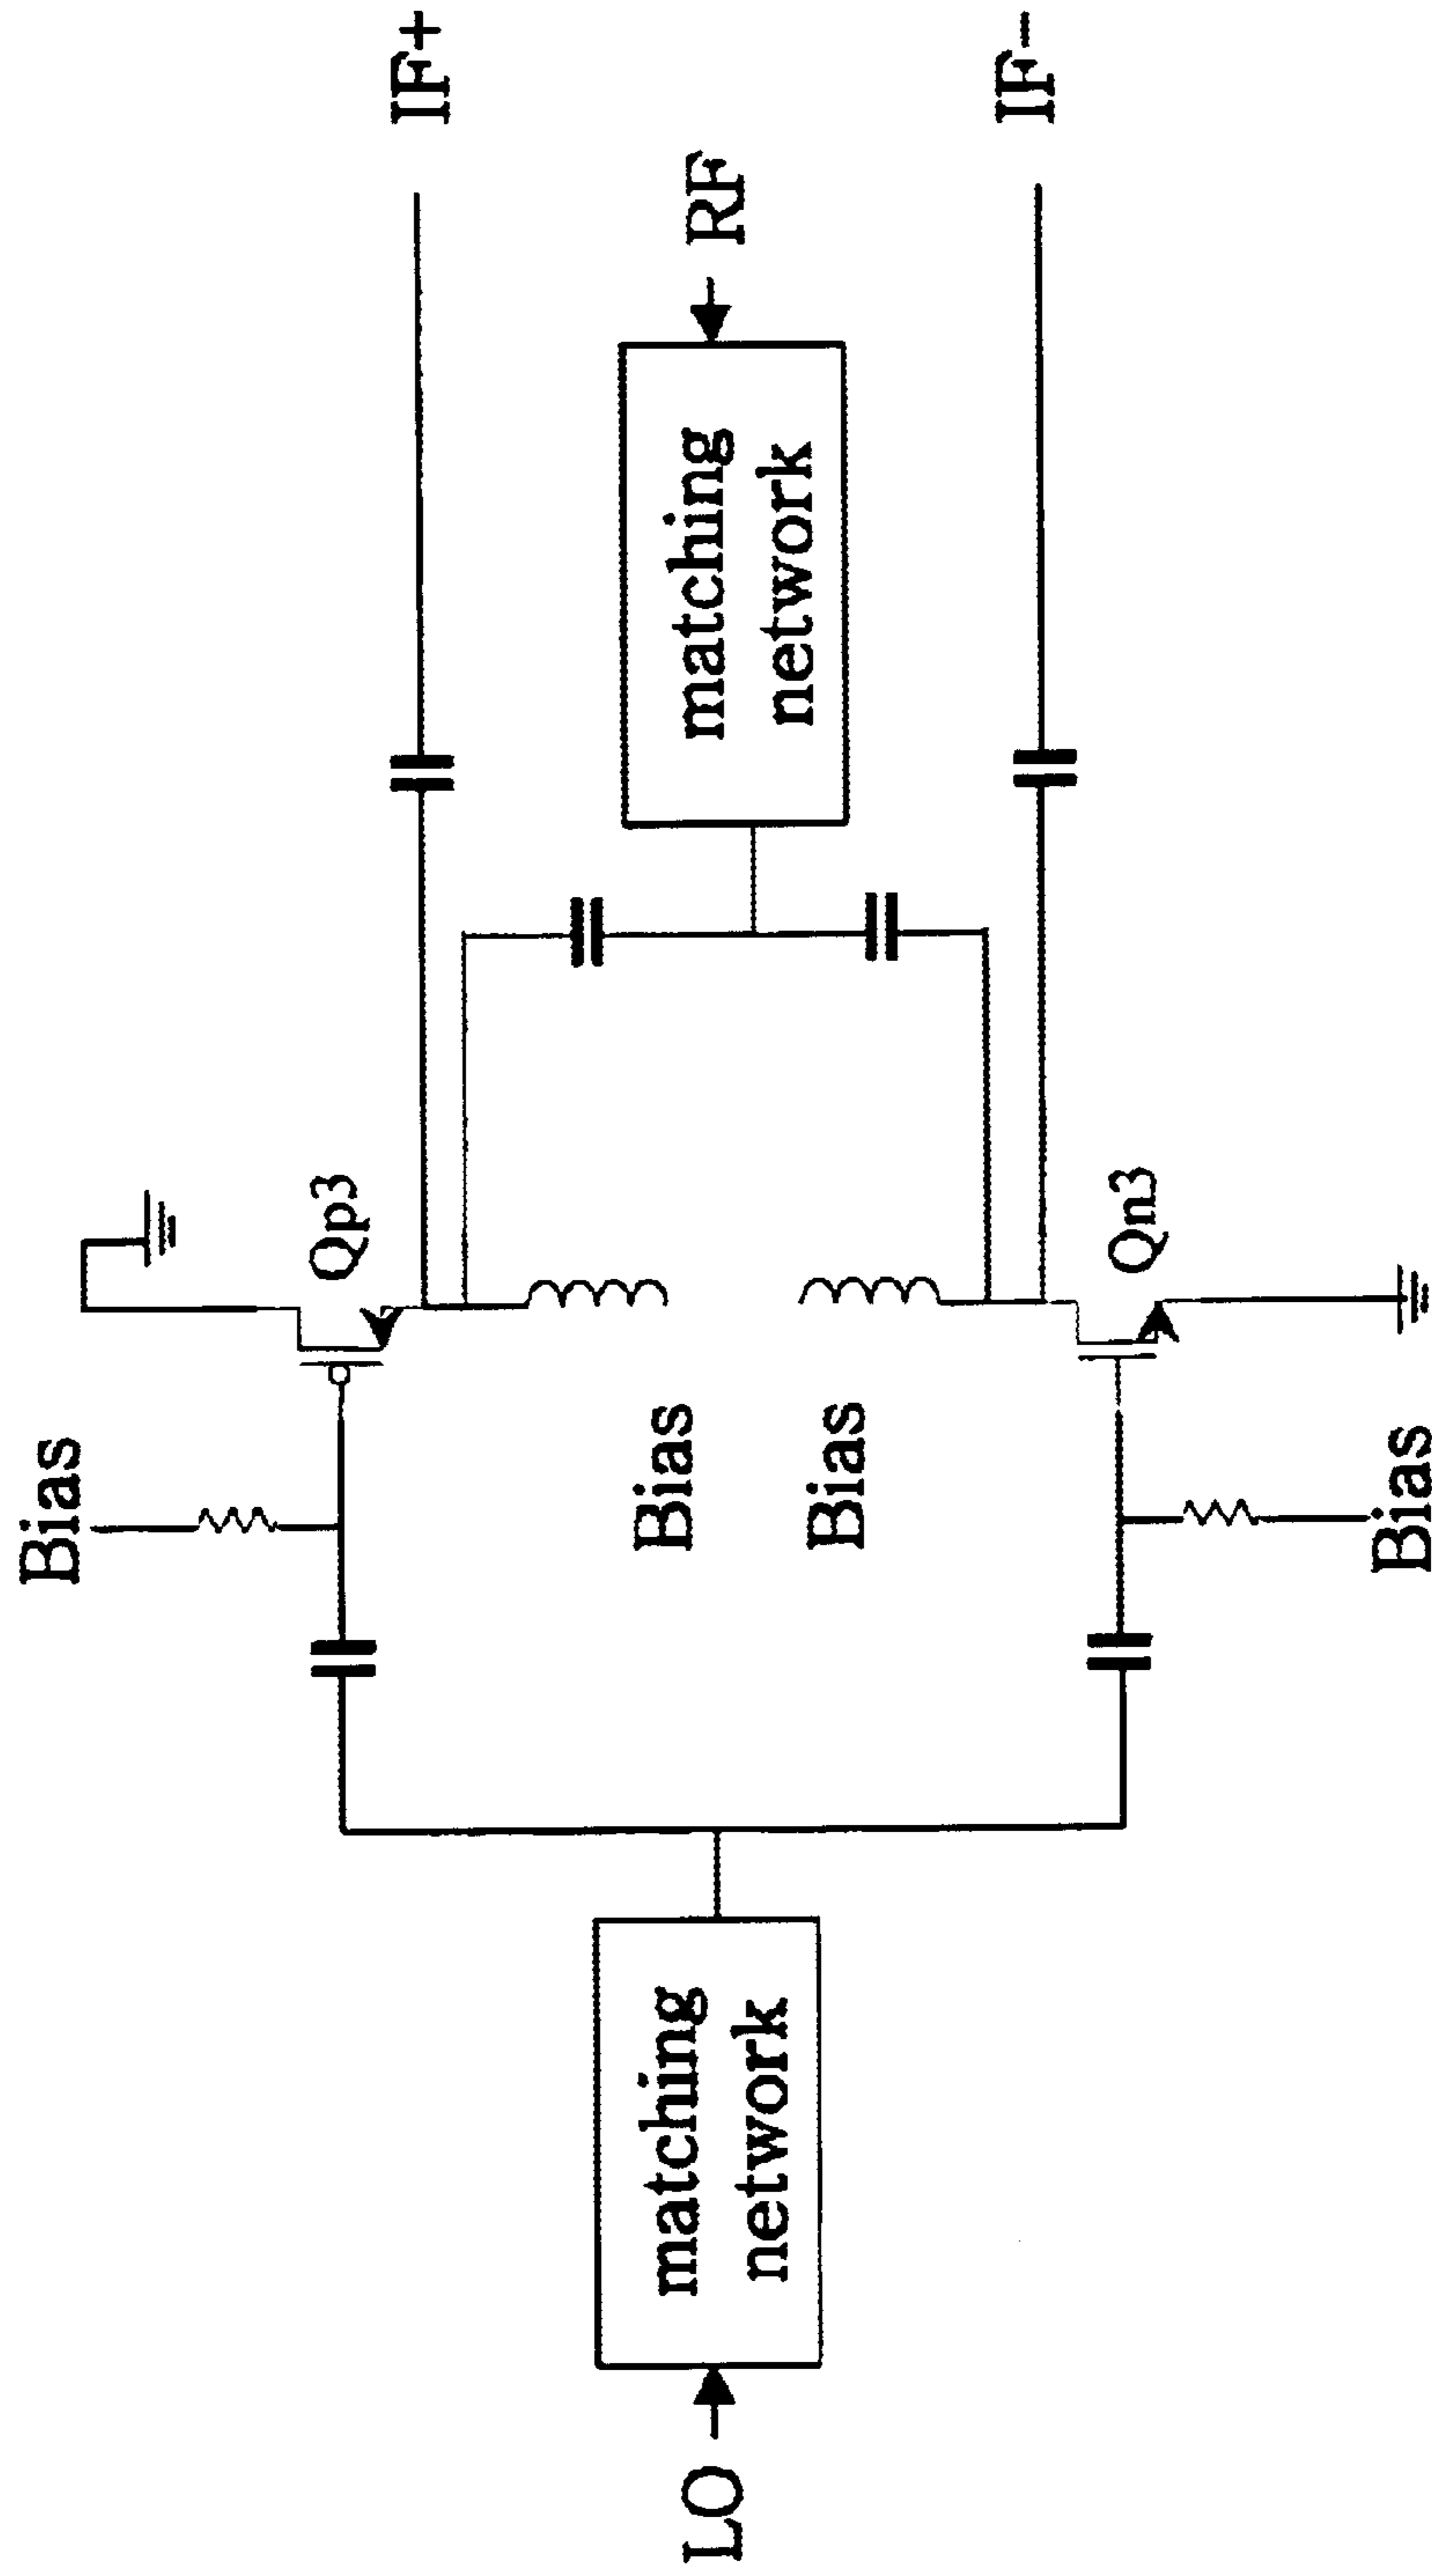 IF+
IF-
RF
matching
network
Qp3
Qn3
Bias
Bias
Bias
Bias
matching
network
LO